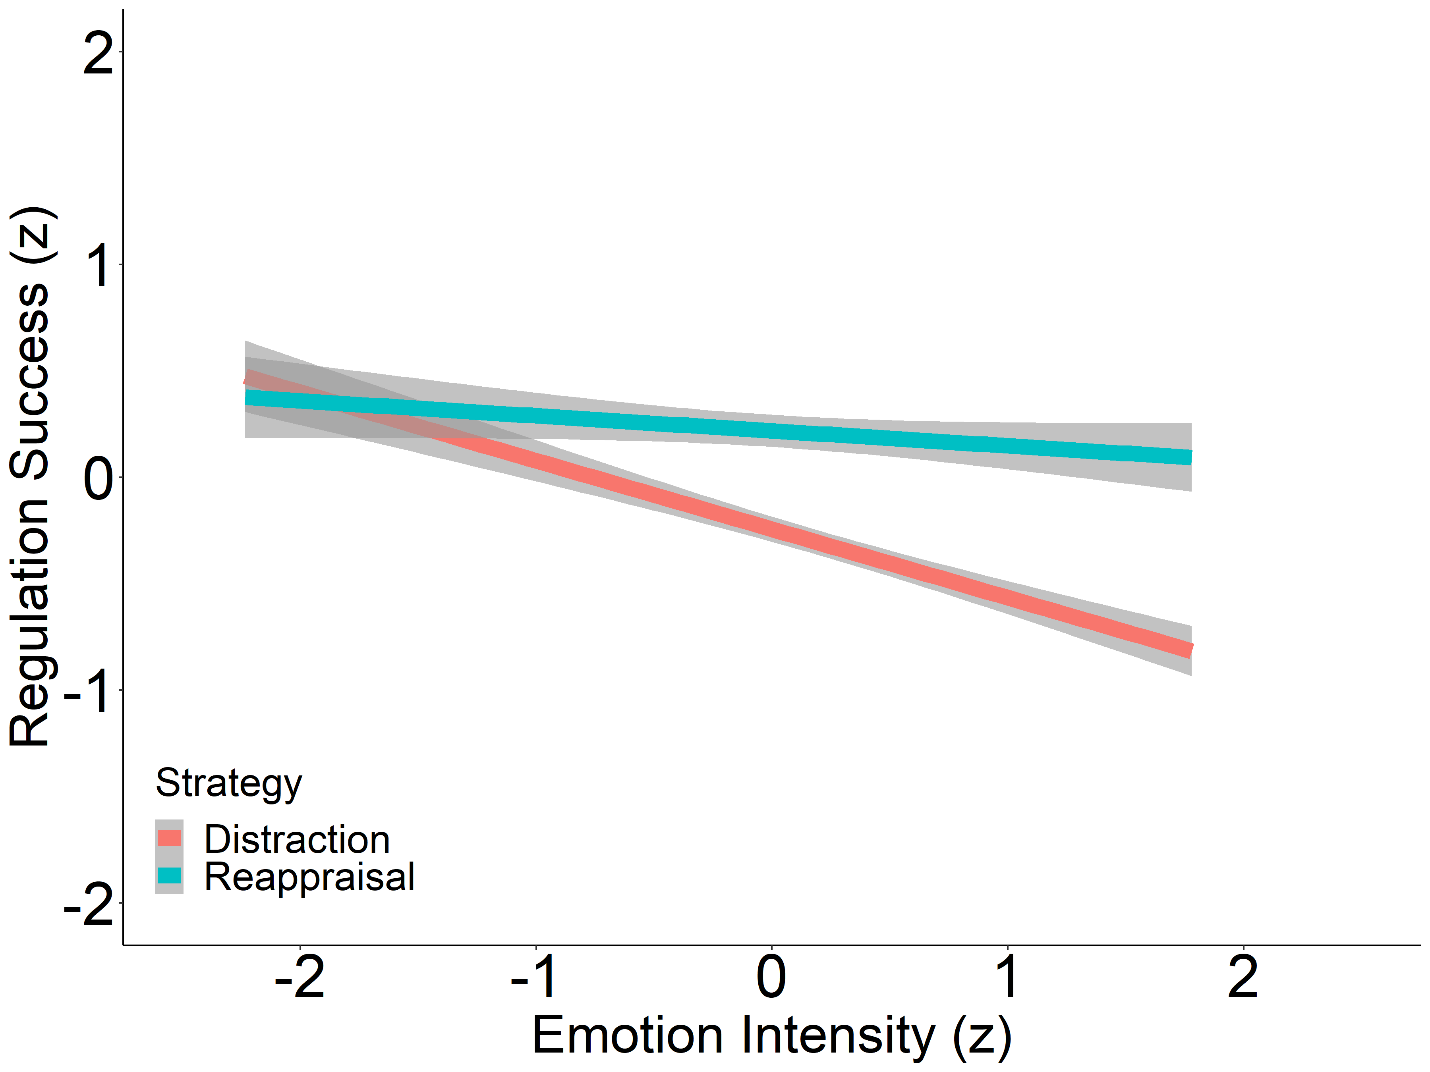 Regulation Success (z)
2
1
0
-1
-2
Strategy
Distraction
Reappraisal
-2 -1 0 1 2
Emotion Intensity (z)